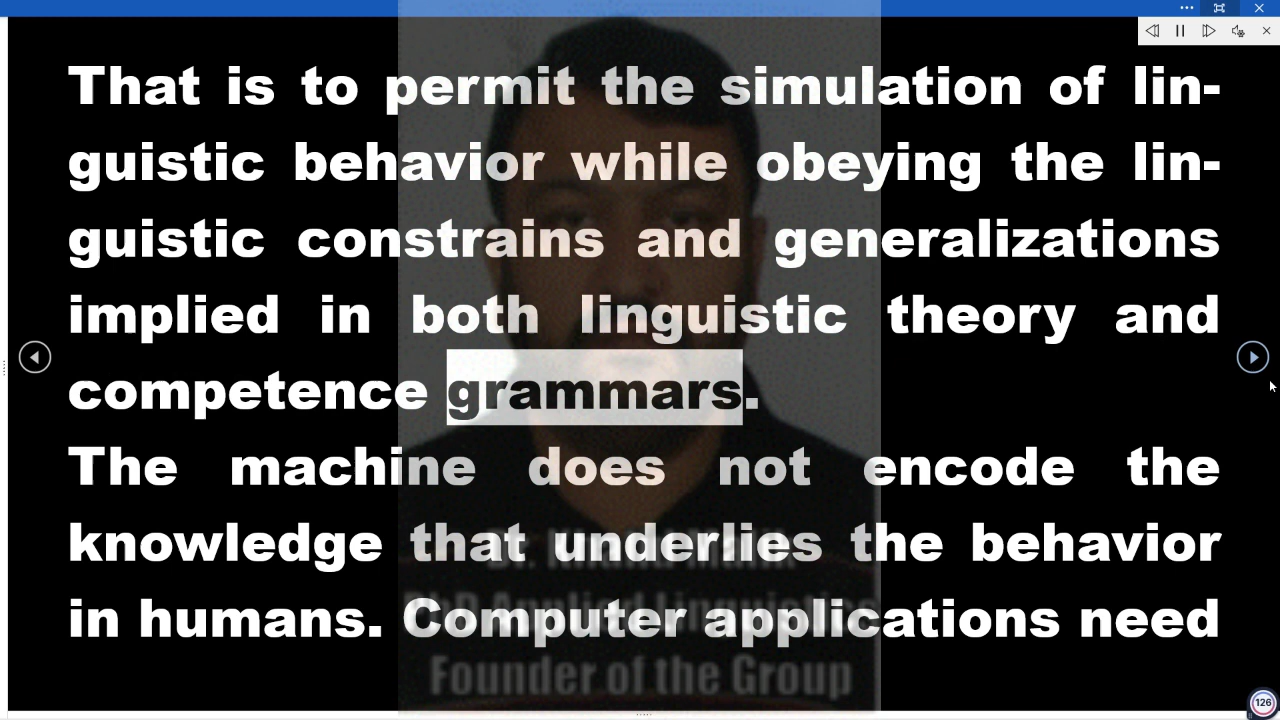 That is to permit the simulation of lin-
guistic behavior while obeying the lin-
guistic constrains and generalizations
implied in both linguistic theory and
competence grammars.
The machine does not encode the
knowledge that underlies the behavior
in humans. Computer applications need
Founder of the Group
126